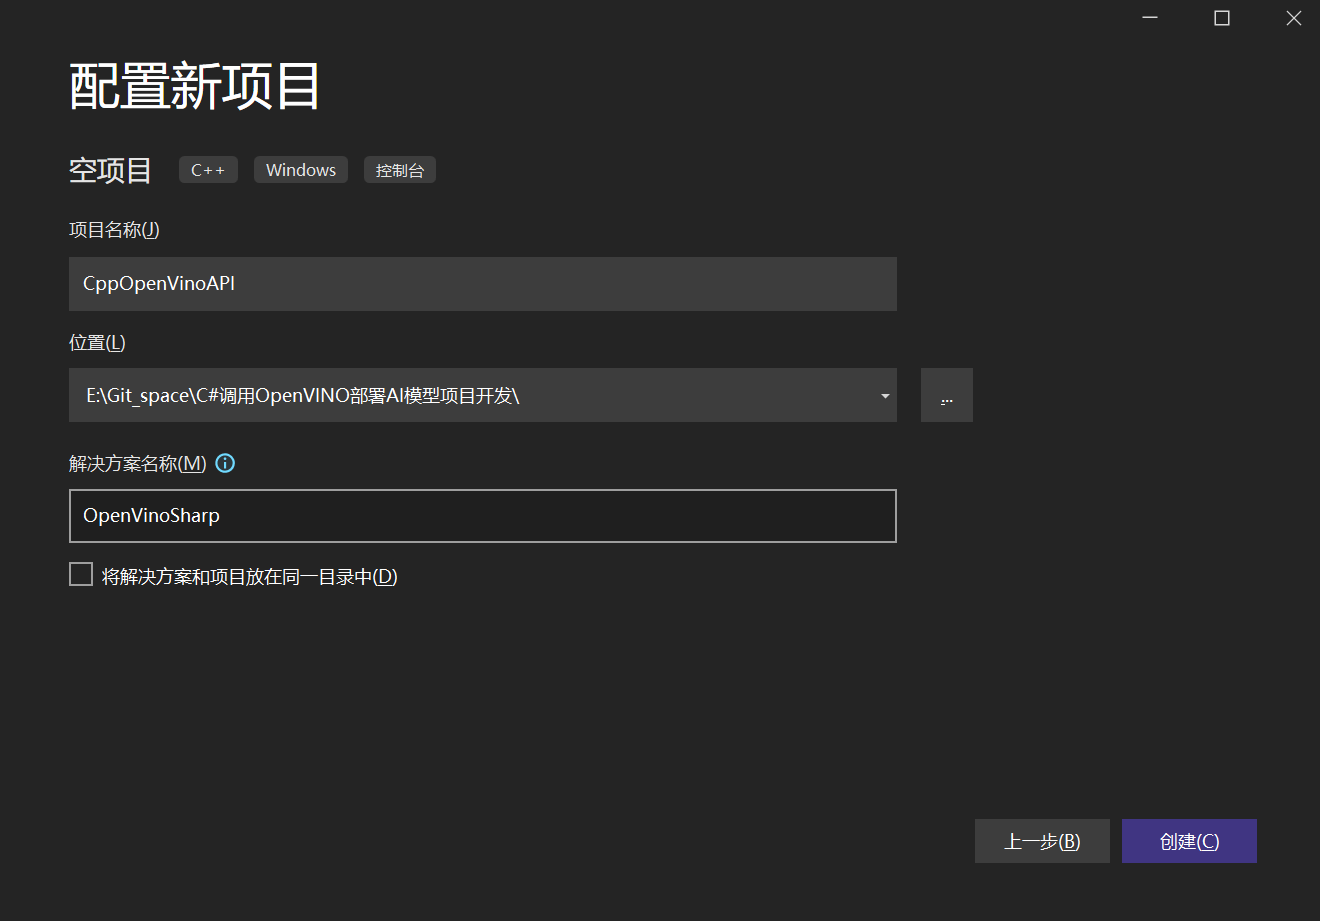 配置新项目
空项目 C++ Windows 控制台
项目名称(J)
CppOpenVinoAPI
位置(L)
E:\Git_space\C#调用OpenVINO部署AI模型项目开发\
...
解决方案名称(M)
OpenVinoSharp
将解决方案和项目放在同一目录中(D)
上一步(B) 创建(C)